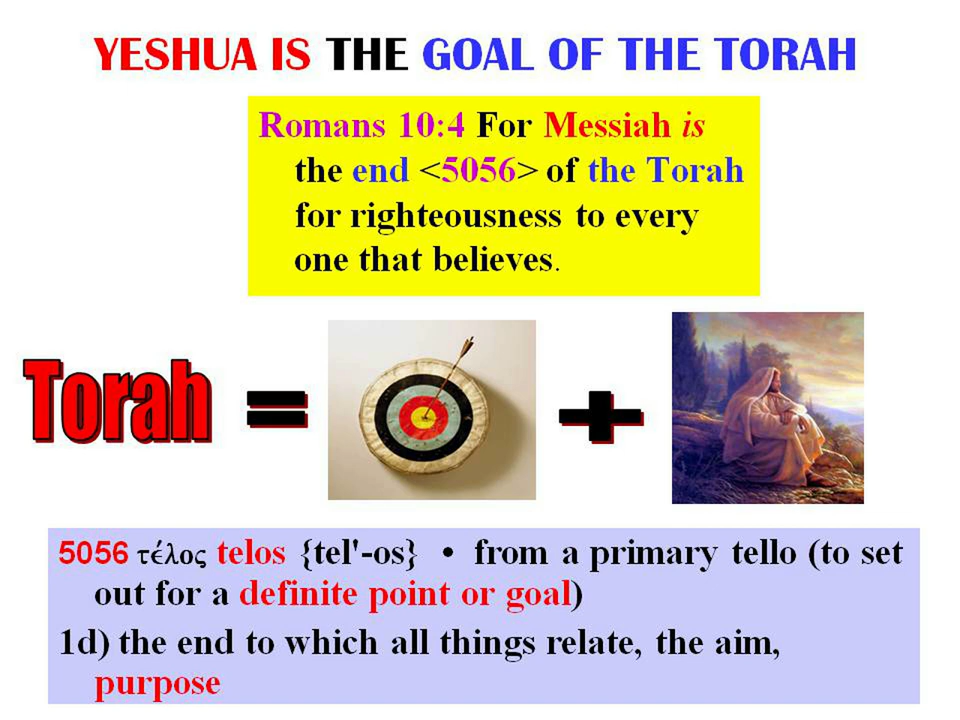 YESHUA IS THE GOAL OF THE TORAH
Romans 10:4 For Messiah is
the end <5056> of the Torah
for righteousness to every
one that believes.
Torah = +
5056 τέλος telos {tel'-os} • from a primary tello (to set
out for a definite point or goal)
1d) the end to which all things relate, the aim,
purpose